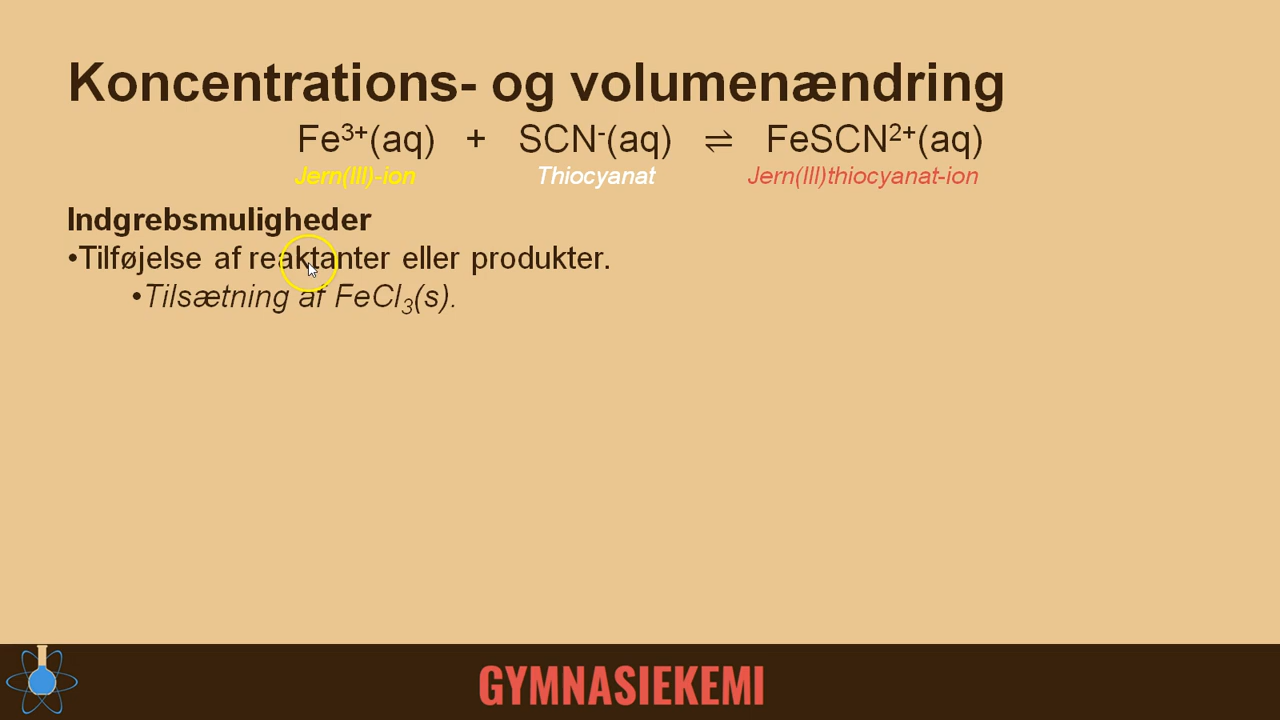 Koncentrations- og volumenændring
Fe³⁺(aq) + SCN⁻(aq) ⇌ FeSCN²⁺(aq)
Jern(III)-ion Thiocyanat Jern(III)thiocyanat-ion
Indgrebsmuligheder
•Tilføjelse af reaktanter eller produkter.
•Tilsætning af FeCl₃(s).
GYMNASIEKEMI